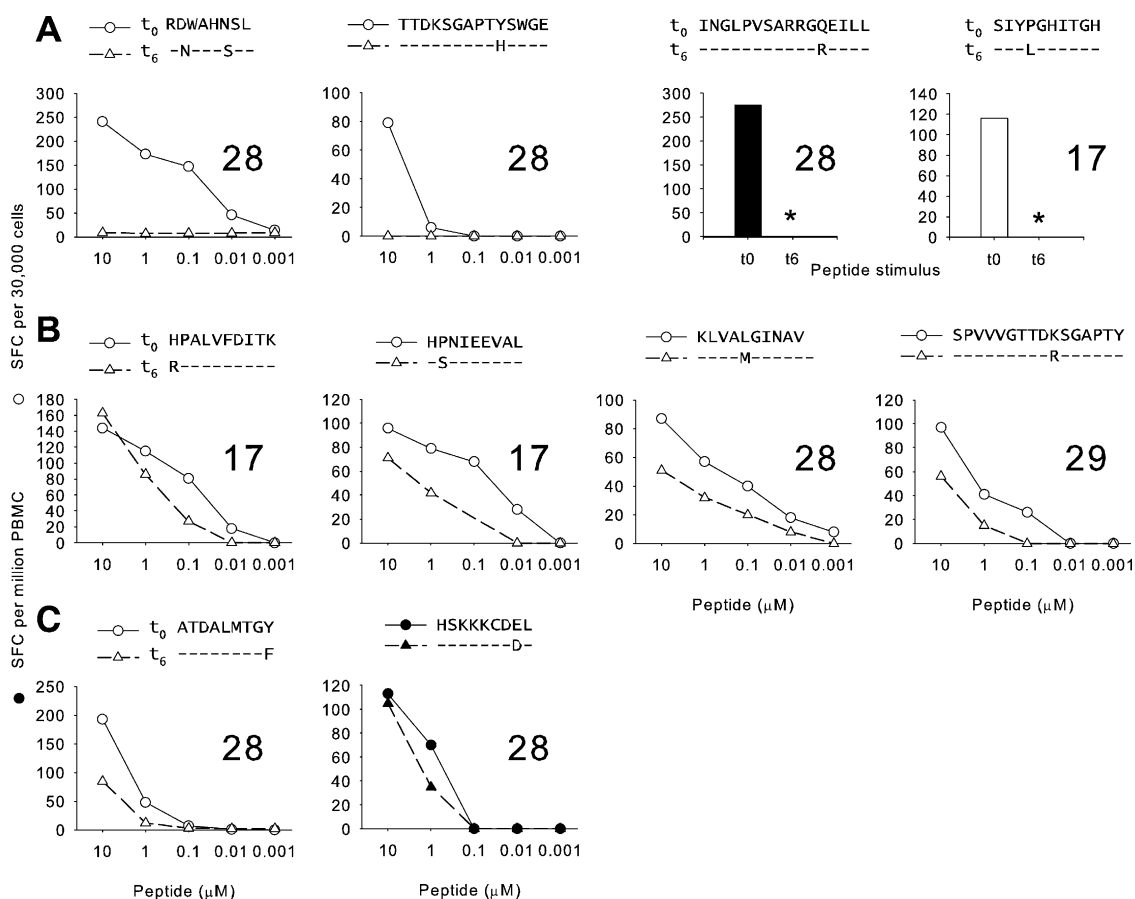 A
t0 RDWAHNSL
t6 -N----S--
TTDKSGAPTYSWGE
---------H----
t0 INGLPVSARRGQEILL
t6 ------------R----
t0 SIYPGHITGH
t6 ---L------
300
250
200
150
100
50
0
28
10 1 0.1 0.01 0.001
100
80
60
40
20
0
28
10 1 0.1 0.01 0.001
300
250
200
150
100
50
0
28
*
t0 t6
140
120
100
80
60
40
20
0
17
*
t0 t6
Peptide stimulus
SFC per 30,000 cells
SFC per million PBMC
B
t0 HPALVFDITK
t6 R---------
HPNIEEVAL
-S-------
KLVALGINAV
----M-----
SPVVVGTTDKSGAPTY
---------R------
180
160
140
120
100
80
60
40
20
0
17
10 1 0.1 0.01 0.001
120
100
80
60
40
20
0
17
10 1 0.1 0.01 0.001
100
80
60
40
20
0
28
10 1 0.1 0.01 0.001
Peptide (μM)
120
100
80
60
40
20
0
29
10 1 0.1 0.01 0.001
Peptide (μM)
C
t0 ATDALMTGY
t6 --------F
HSKKKCDEL
-------D-
250
200
150
100
50
0
28
10 1 0.1 0.01 0.001
Peptide (μM)
120
100
80
60
40
20
0
28
10 1 0.1 0.01 0.001
Peptide (μM)